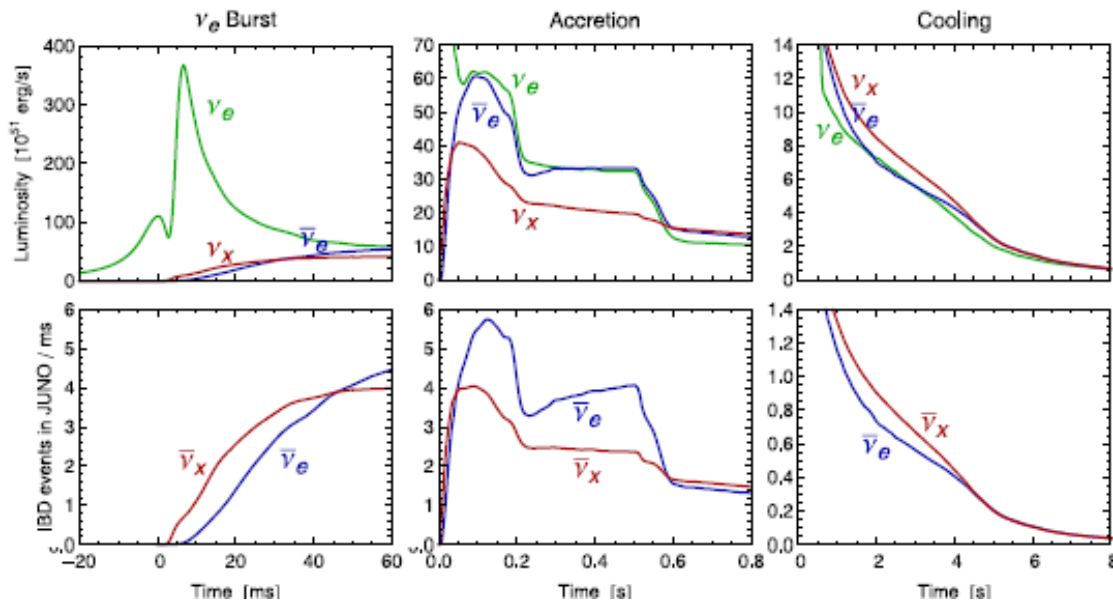 νe Burst
Accretion
Cooling
Luminosity [10^51 erg/s]
400
300
200
100
0
νe
νx
ν̄e
70
60
50
40
30
20
10
0
νe
ν̄e
νx
14
12
10
8
6
4
2
0
νx
ν̄e
νe
IBD events in JUNO / ms
6
5
4
3
2
1
0
ν̄x
ν̄e
-20
0
20
40
60
Time [ms]
6
5
4
3
2
1
.0
ν̄e
ν̄x
0.0
0.2
0.4
0.6
0.8
Time [s]
1.4
1.2
1.0
0.8
0.6
0.4
0.2
0.0
ν̄x
ν̄e
2
4
6
8
Time [s]